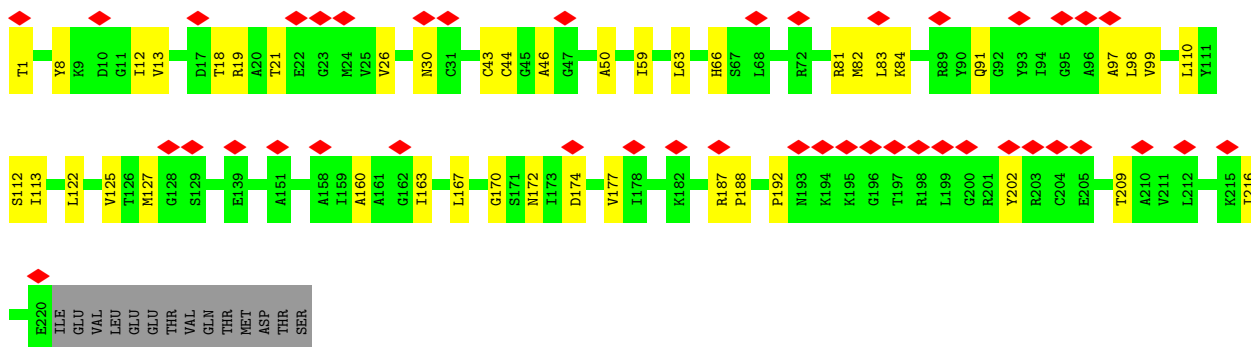 T1 Y8 K9 D10 G11 I12 V13 D17 T18 R19 A20 T21 E22 G23 M24 V25 V26 N30 C31 C43 C44 G45 A46 G47 A50 I59 L63 H66 S67 L68 R72 R81 M82 L83 K84 R89 Y90 Q91 G92 Y93 I94 G95 A96 A97 L98 V99 L110 Y111
S112 I113 L122 V125 T126 M127 G128 S129 E139 A151 A158 I159 A160 A161 G162 I163 L167 G170 S171 N172 I173 D174 V177 I178 K182 R187 P188 P192 N193 K194 K195 G196 T197 R198 L199 G200 R201 Y202 R203 C204 E205 T209 A210 V211 L212 K215 I216
E220 ILE GLU VAL LEU GLU GLU THR VAL GLN THR MET ASP THR SER